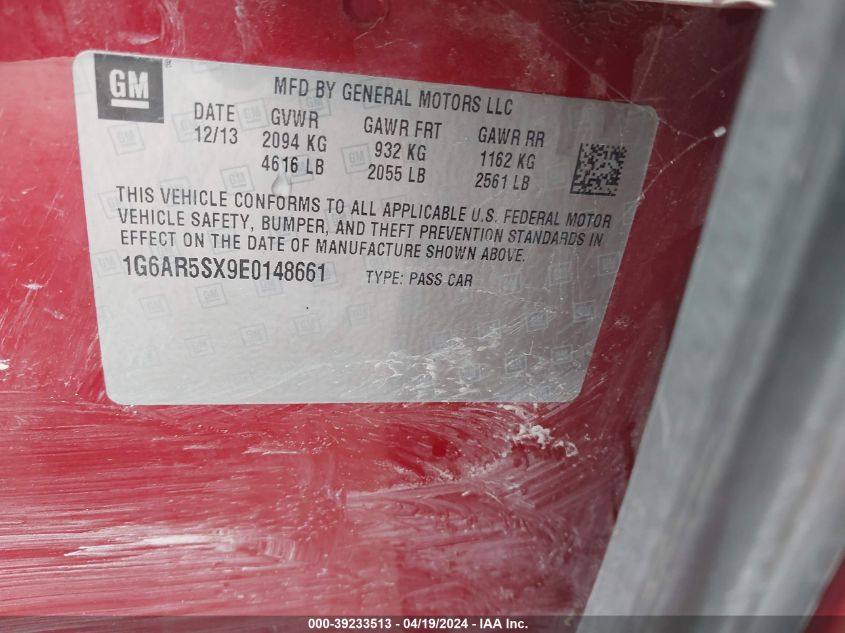 GM
MFD BY GENERAL MOTORS LLC
DATE GVWR GAWR FRT GAWR RR
12/13 2094 KG 932 KG 1162 KG
4616 LB 2055 LB 2561 LB
THIS VEHICLE CONFORMS TO ALL APPLICABLE U.S. FEDERAL MOTOR
VEHICLE SAFETY, BUMPER, AND THEFT PREVENTION STANDARDS IN
EFFECT ON THE DATE OF MANUFACTURE SHOWN ABOVE.
1G6AR5SX9E0148661 TYPE: PASS CAR
000-39233513 - 04/19/2024 - IAA Inc.